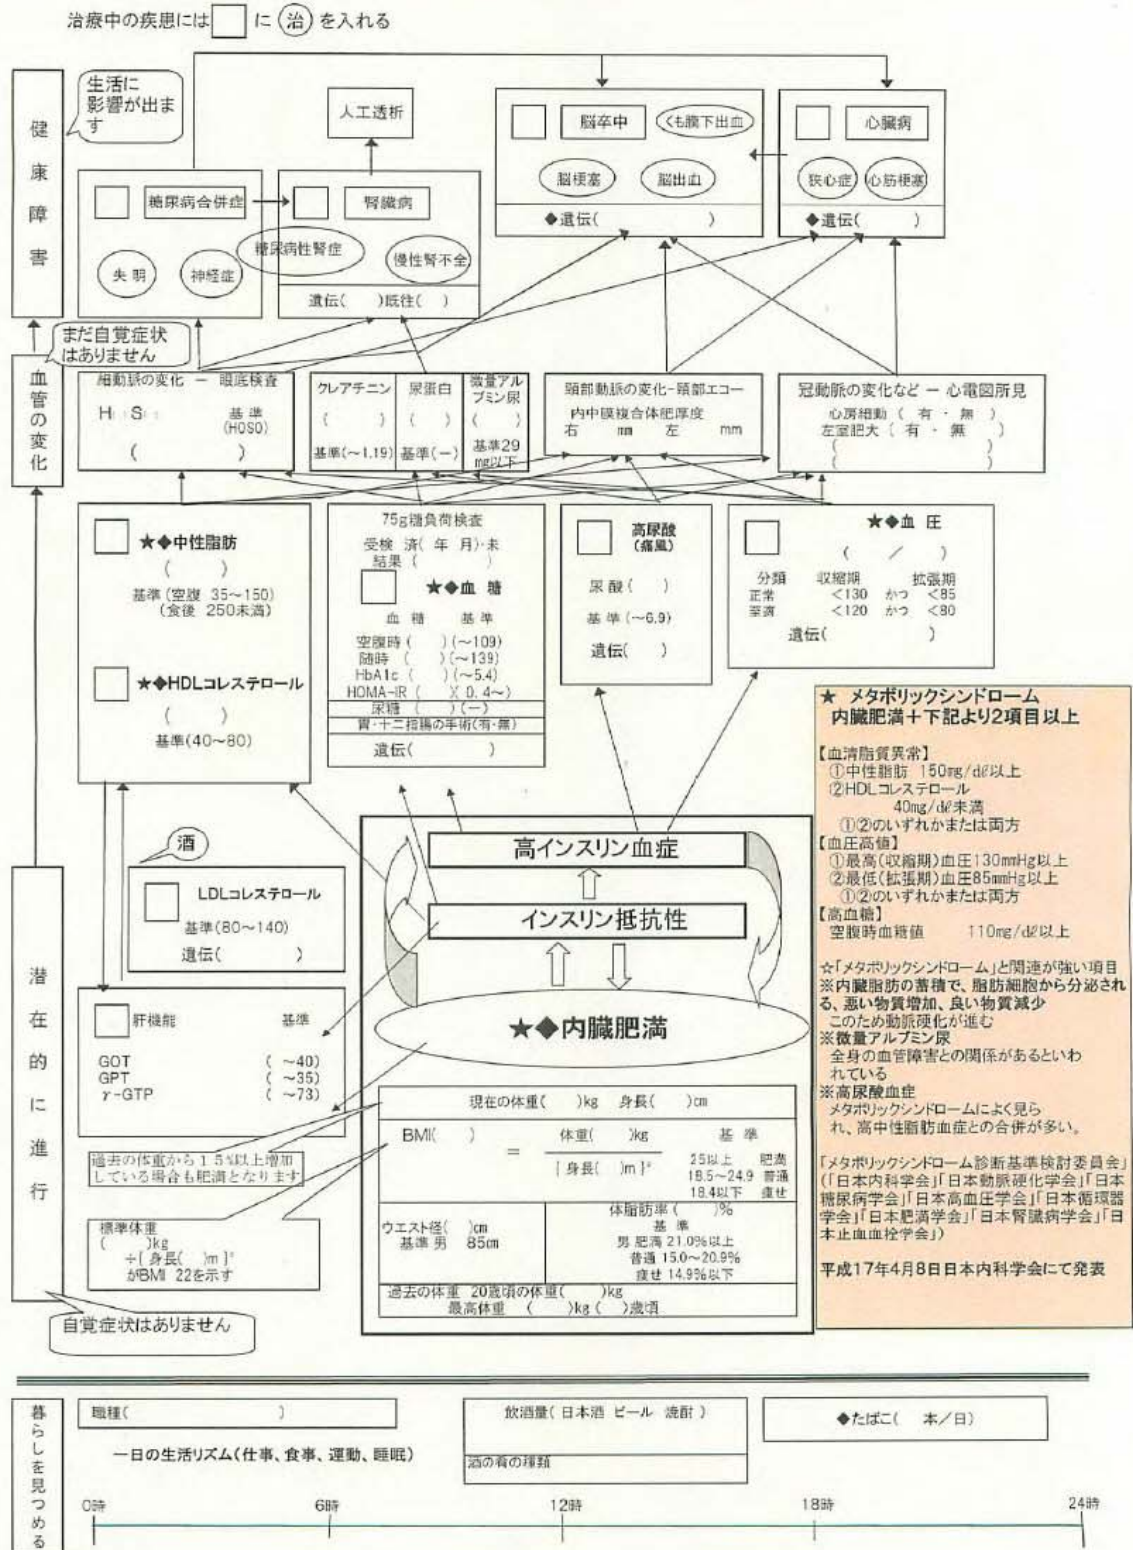 治療中の疾患には□に治を入れる
健康障害
生活に
影響が出ま
す
人工透析
脳卒中
くも膜下出血
脳梗塞
脳出血
◆遺伝( )
心臓病
狭心症
心筋梗塞
◆遺伝( )
糖尿病合併症
失明
神経症
腎臓病
糖尿病性腎症
慢性腎不全
遺伝( )既往( )
血管の変化
まだ自覚症状
はありません
細動脈の変化 ー 眼底検査
H S 基準
(H0S0)
( )
クレアチニン
( )
基準(～1.19)
尿蛋白
( )
基準(－)
微量アル
ブミン尿
( )
基準29
mg以下
頸部動脈の変化-頸部エコー
内中膜複合体肥厚度
右 mm 左 mm
冠動脈の変化など ー 心電図所見
心房細動 ( 有 ・ 無 )
左室肥大 ( 有 ・ 無 )
( )
( )
★◆中性脂肪
( )
基準(空腹 35～150)
(食後 250未満)
★◆HDLコレステロール
( )
基準(40～80)
75g糖負荷検査
受検 済( 年 月)・未
結果 ( )
★◆血 糖
血 糖 基 準
空腹時 ( )(～109)
随時 ( )(～139)
HbA1c ( )(～5.4)
HOMA-IR ( )( 0.4～)
尿糖 ( )(－)
胃・十二指腸の手術(有・無)
遺伝( )
高尿酸
(痛風)
尿 酸 ( )
基 準 (～6.9)
遺伝( )
★◆血 圧
( ／ )
分類 収縮期 拡張期
正常 <130 かつ <85
至適 <120 かつ <80
遺伝( )
潜在的に進行
酒
LDLコレステロール
基準(80～140)
遺伝( )
肝機能 基準
GOT ( ～40)
GPT ( ～35)
γ-GTP ( ～73)
高インスリン血症
インスリン抵抗性
★◆内臓肥満
現在の体重( )kg 身長( )cm
BMI( ) = 体重( )kg
[ 身長( )m ]²
基 準
25以上 肥満
18.5～24.9 普通
18.4以下 痩せ
ウエスト径( )cm
基準 男 85cm
体脂肪率 ( )%
基 準
男 肥満 21.0%以上
普通 15.0～20.9%
痩せ 14.9%以下
過去の体重 20歳頃の体重( )kg
最高体重 ( )kg ( )歳頃
過去の体重から15%以上増加
している場合も肥満となります
標準体重
( )kg
÷[ 身長( )m ]²
がBMI 22を示す
自覚症状はありません
★ メタボリックシンドローム
内臓肥満＋下記より2項目以上
【血清脂質異常】
①中性脂肪 150mg/dℓ以上
②HDLコレステロール
40mg/dℓ未満
①②のいずれかまたは両方
【血圧高値】
①最高(収縮期)血圧130mmHg以上
②最低(拡張期)血圧85mmHg以上
①②のいずれかまたは両方
【高血糖】
空腹時血糖値 110mg/dℓ以上
☆「メタボリックシンドローム」と関連が強い項目
※内臓脂肪の蓄積で、脂肪細胞から分泌され
る、悪い物質増加、良い物質減少
このため動脈硬化が進む
※微量アルブミン尿
全身の血管障害との関係があるといわ
れている
※高尿酸血症
メタボリックシンドロームによく見ら
れ、高中性脂肪血症との合併が多い。
「メタボリックシンドローム診断基準検討委員会」
(「日本内科学会」「日本動脈硬化学会」「日本
糖尿病学会」「日本高血圧学会」「日本循環器
学会」「日本肥満学会」「日本腎臓病学会」「日
本止血血栓学会」)
平成17年4月8日日本内科学会にて発表
暮らしを見つめる
職種( )
飲酒量( 日本酒 ビール 焼酎 )
酒の肴の種類
◆たばこ( 本／日)
一日の生活リズム(仕事、食事、運動、睡眠)
0時 6時 12時 18時 24時